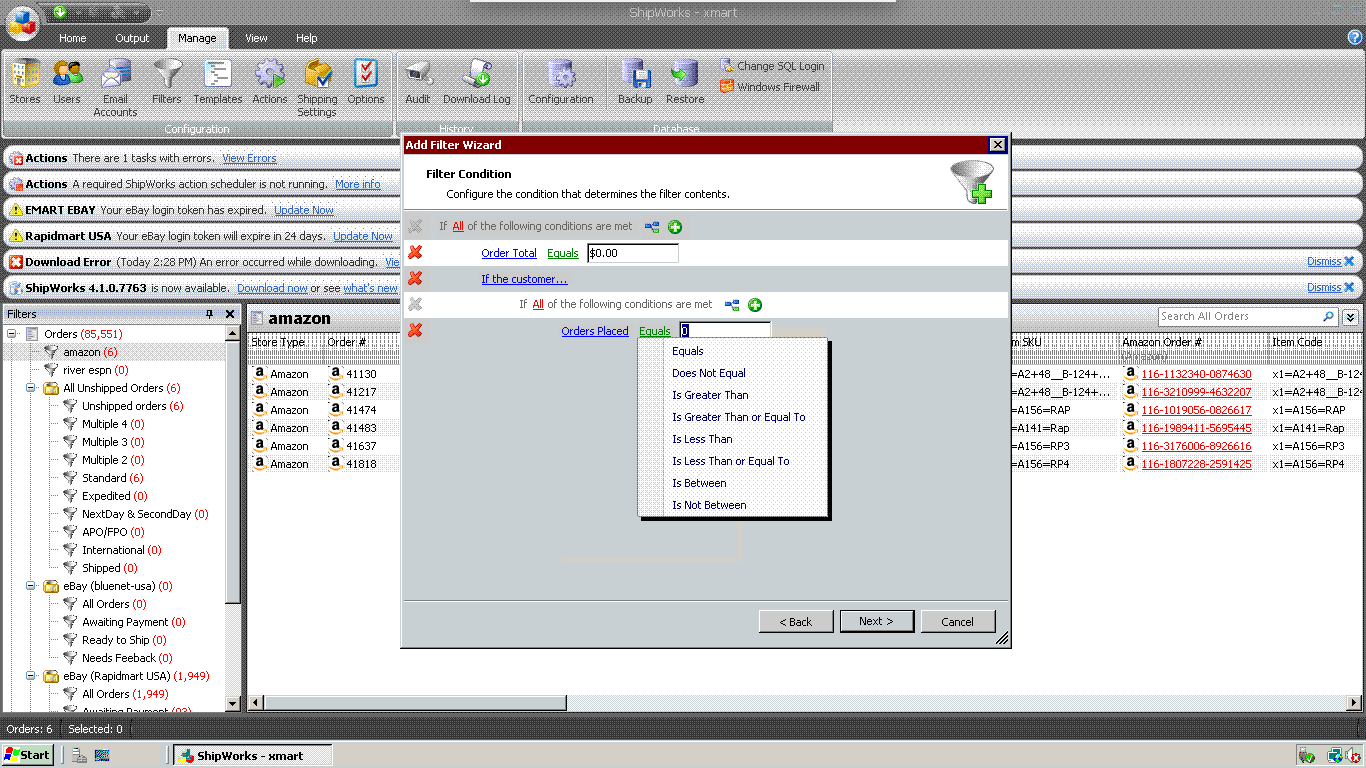 ShipWorks - xmart
Home Output Manage View Help
Stores Users Email Accounts Filters Templates Actions Shipping Settings Options
Configuration
Audit Download Log
History
Configuration Backup Restore
Change SQL Login
Windows Firewall
Database
Actions There are 1 tasks with errors. View Errors
Actions A required ShipWorks action scheduler is not running. More info
EMART EBAY Your eBay login token has expired. Update Now
Rapidmart USA Your eBay login token will expire in 24 days. Update Now
Download Error (Today 2:28 PM) An error occurred while downloading. Vie
Dismiss
ShipWorks 4.1.0.7763 is now available. Download now or see what's new
Dismiss
Filters
Orders (85,551)
amazon (6)
river espn (0)
All Unshipped Orders (6)
Unshipped orders (6)
Multiple 4 (0)
Multiple 3 (0)
Multiple 2 (0)
Standard (6)
Expedited (0)
NextDay & SecondDay (0)
APO/FPO (0)
International (0)
Shipped (0)
eBay (bluenet-usa) (0)
All Orders (0)
Awaiting Payment (0)
Ready to Ship (0)
Needs Feeback (0)
eBay (Rapidmart USA) (1,949)
All Orders (1,949)
amazon
Search All Orders
Store Type Order #
Amazon 41130
Amazon 41217
Amazon 41474
Amazon 41483
Amazon 41637
Amazon 41818
Add Filter Wizard
Filter Condition
Configure the condition that determines the filter contents.
If All of the following conditions are met
Order Total Equals $0.00
If the customer...
If All of the following conditions are met
Orders Placed Equals 0
Equals
Does Not Equal
Is Greater Than
Is Greater Than or Equal To
Is Less Than
Is Less Than or Equal To
Is Between
Is Not Between
< Back Next > Cancel
m SKU Amazon Order # Item Code
(Amazon)
=A2+48__B-124+... 116-1132340-0874630 x1=A2+48__B-124
=A2+48__B-124+... 116-3210999-4632207 x1=A2+48__B-124
=A156=RAP 116-1019056-0826617 x1=A156=RAP
=A141=Rap 116-1989411-5695445 x1=A141=Rap
=A156=RP3 116-3176006-8926616 x1=A156=RP3
=A156=RP4 116-1807228-2591425 x1=A156=RP4
Orders: 6 Selected: 0
Start ShipWorks - xmart